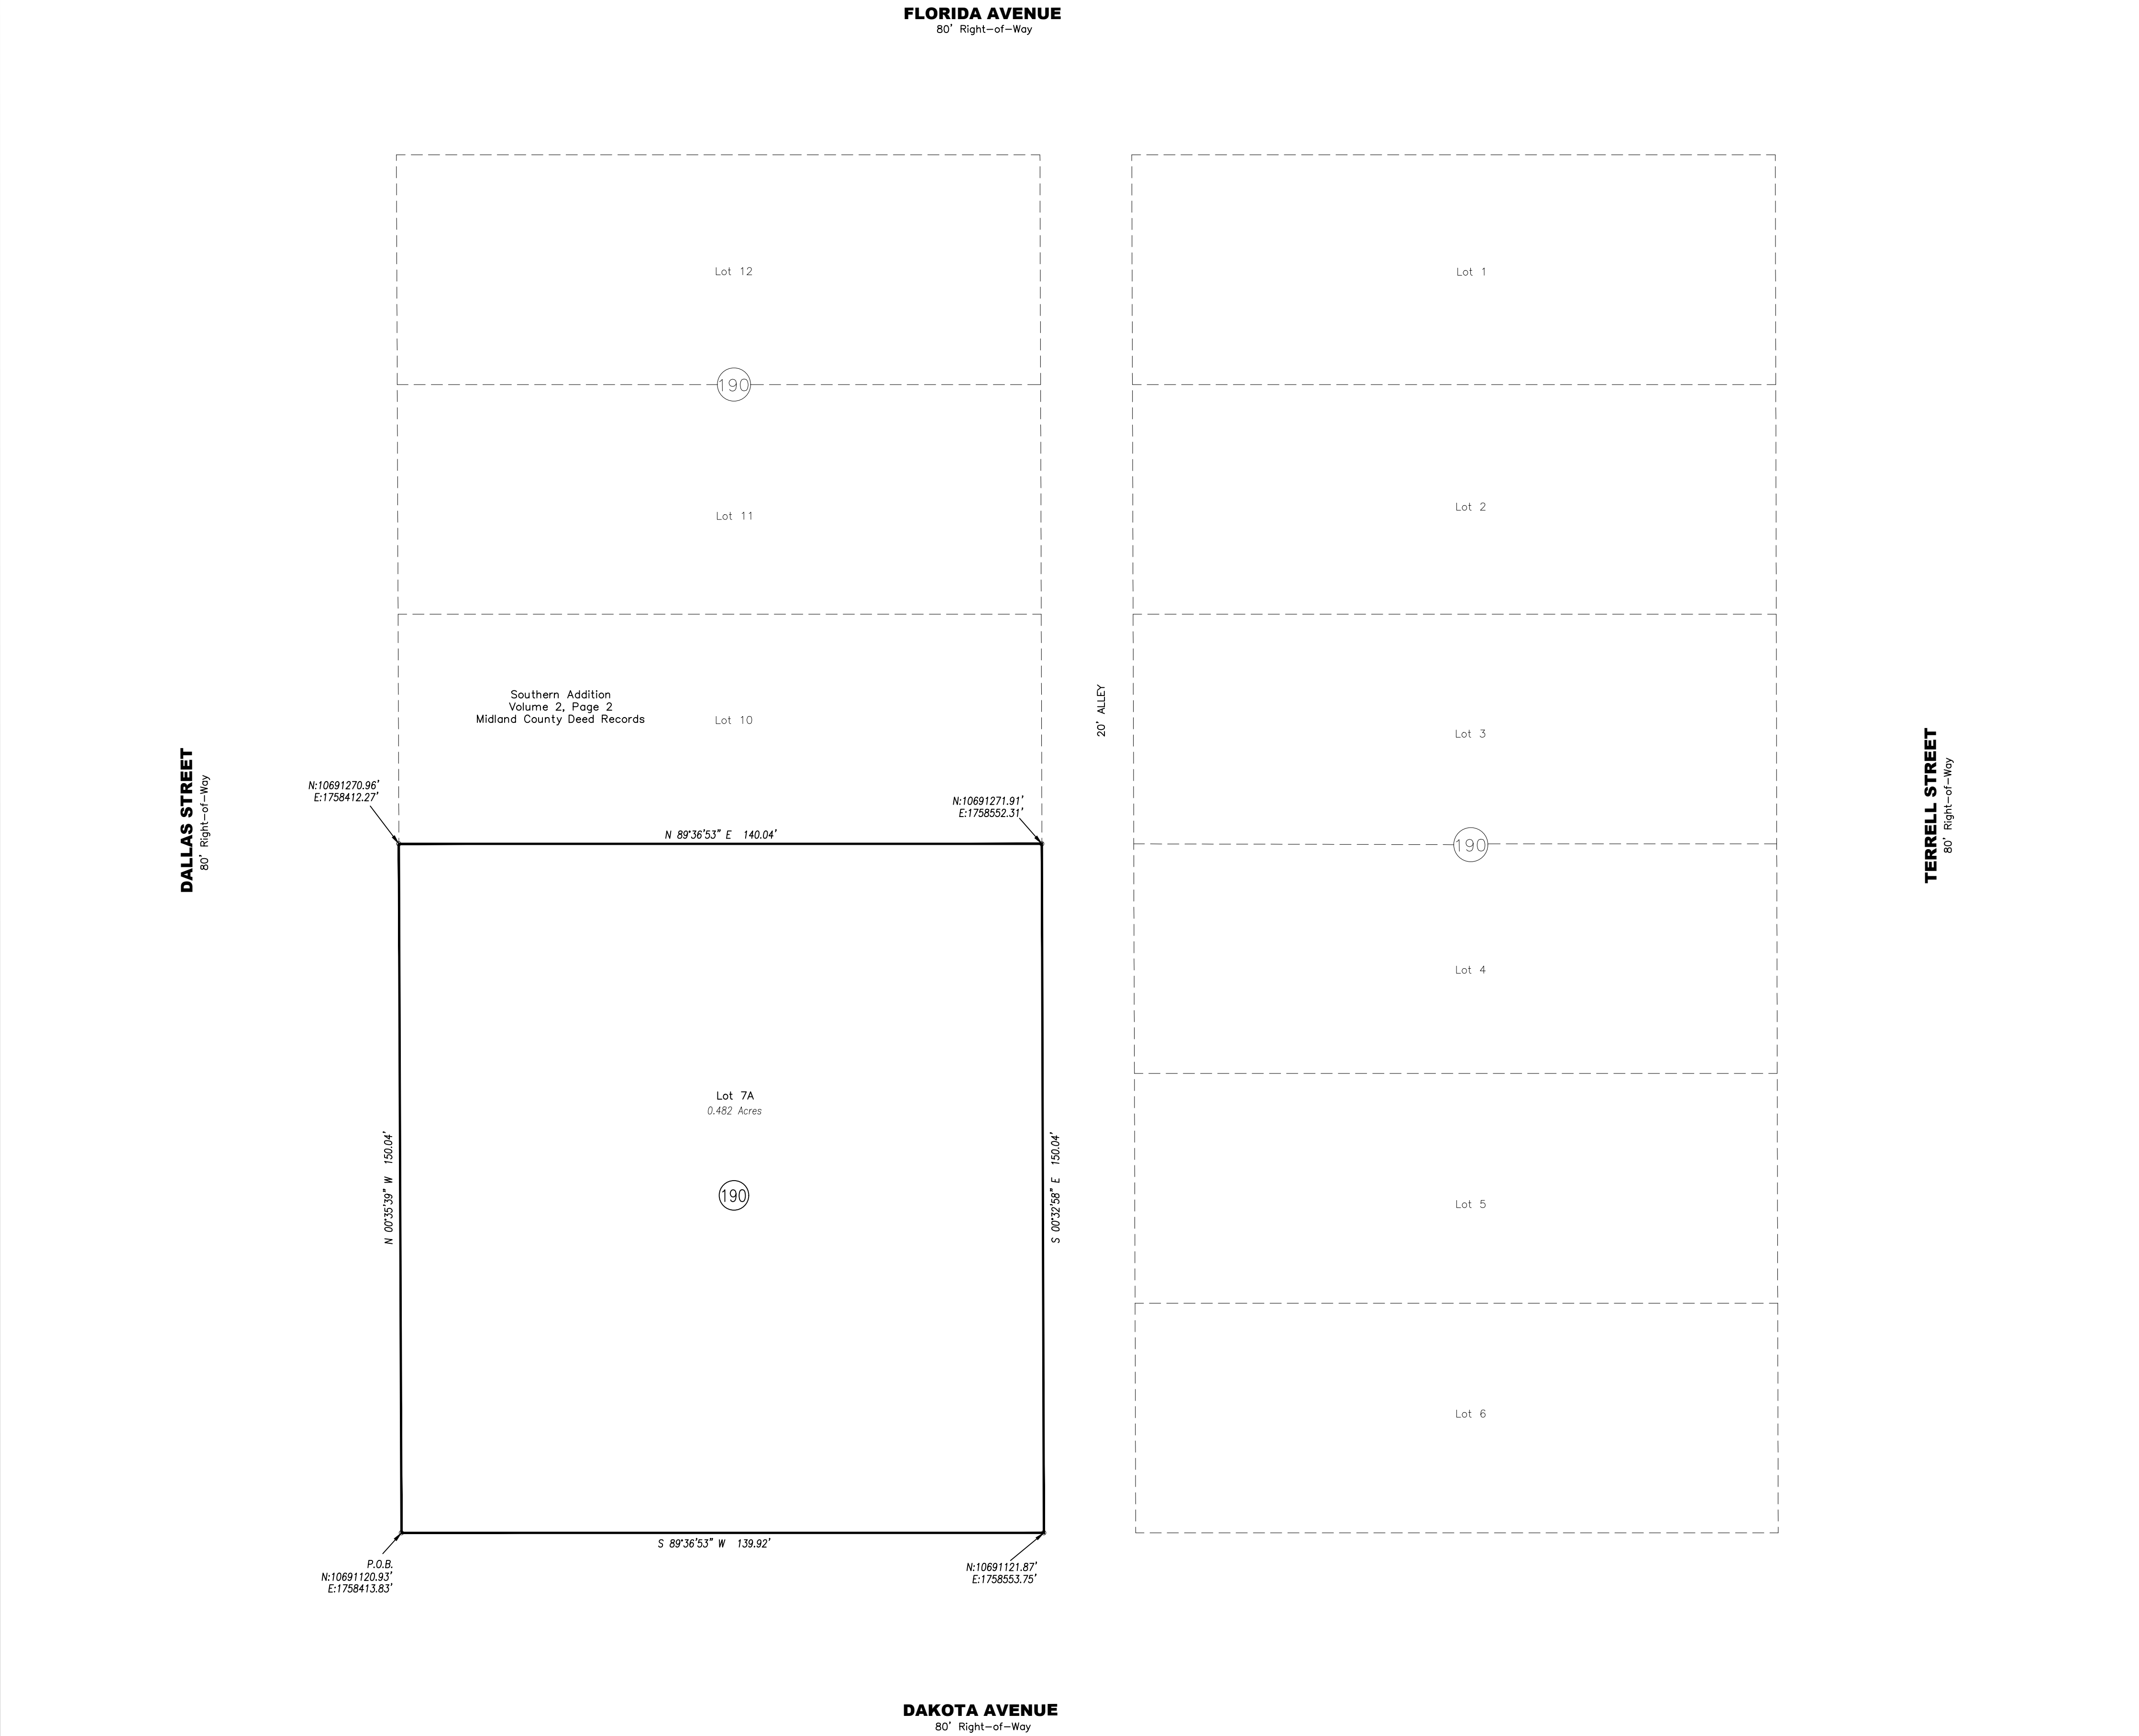 FLORIDA AVENUE
80' Right-of-Way
Lot 12
Lot 1
190
Lot 11
Lot 2
Southern Addition
Volume 2, Page 2
Midland County Deed Records
Lot 10
20' ALLEY
Lot 3
DALLAS STREET
80' Right-of-Way
TERRELL STREET
80' Right-of-Way
N:10691270.96'
E:1758412.27'
N:10691271.91'
E:1758552.31'
N 89°36'53" E 140.04'
190
Lot 4
Lot 7A
0.482 Acres
N 00°35'39" W 150.04'
S 00°32'58" E 150.04'
190
Lot 5
Lot 6
S 89°36'53" W 139.92'
P.O.B.
N:10691120.93'
E:1758413.83'
N:10691121.87'
E:1758553.75'
DAKOTA AVENUE
80' Right-of-Way